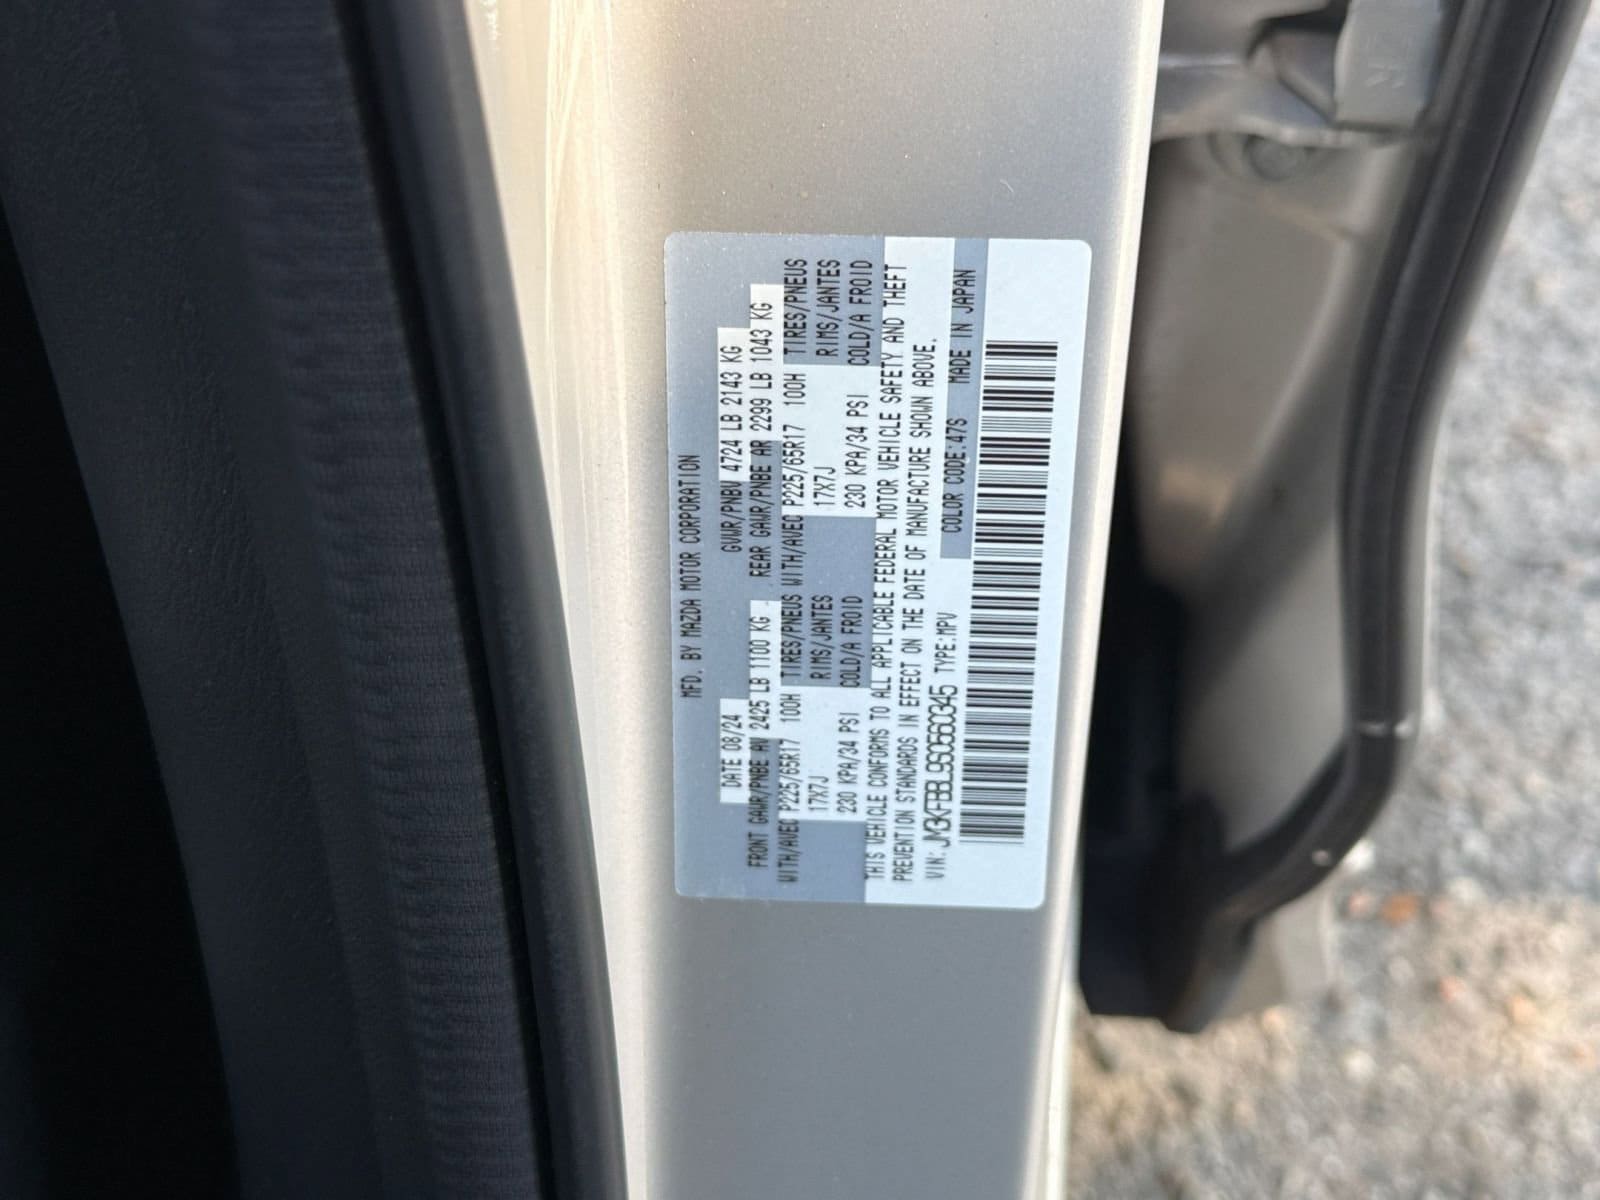 MFD. BY MAZDA MOTOR CORPORATION
DATE 08/24 GVWR/PNBV 4724 LB 2143 KG
FRONT GAWR/PNBE AV 2425 LB 1100 KG REAR GAWR/PNBE AR 2299 LB 1043 KG
WITH/AVEC P225/65R17 100H TIRES/PNEUS WITH/AVEC P225/65R17 100H TIRES/PNEUS
17X7J RIMS/JANTES 17X7J RIMS/JANTES
230 KPA/34 PSI COLD/A FROID 230 KPA/34 PSI COLD/A FROID
THIS VEHICLE CONFORMS TO ALL APPLICABLE FEDERAL MOTOR VEHICLE SAFETY AND THEFT
PREVENTION STANDARDS IN EFFECT ON THE DATE OF MANUFACTURE SHOWN ABOVE.
VIN: JM3KFBBL9S0560345 TYPE:MPV COLOR CODE:47S MADE IN JAPAN